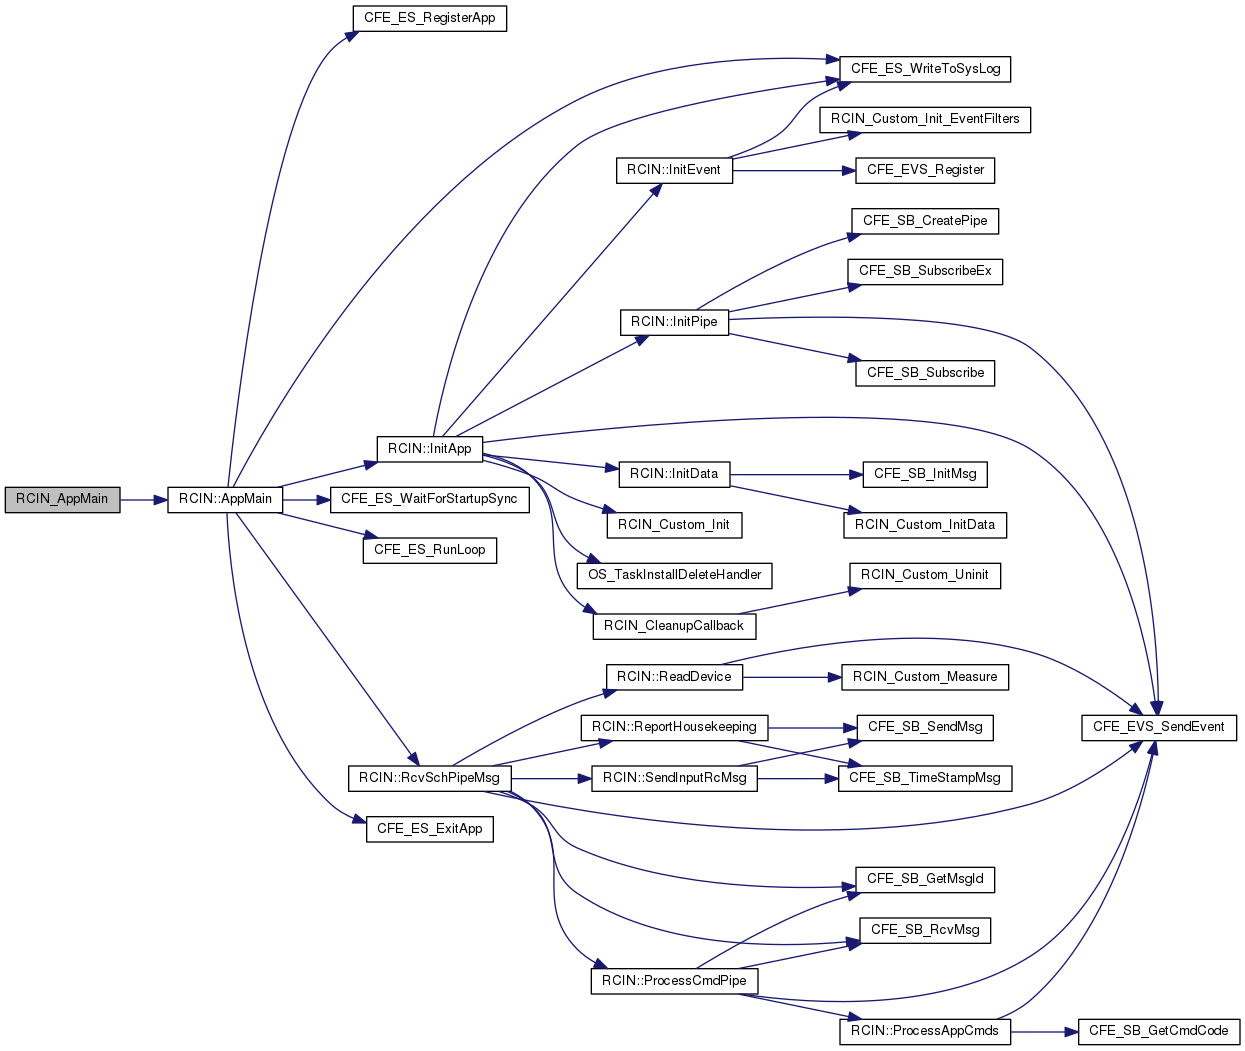 CFE_ES_RegisterApp
CFE_ES_WriteToSysLog
RCIN_Custom_Init_EventFilters
RCIN::InitEvent
CFE_EVS_Register
CFE_SB_CreatePipe
CFE_SB_SubscribeEx
RCIN::InitPipe
CFE_SB_Subscribe
RCIN::InitApp
RCIN::InitData
CFE_SB_InitMsg
RCIN_AppMain
RCIN::AppMain
CFE_ES_WaitForStartupSync
RCIN_Custom_Init
RCIN_Custom_InitData
CFE_ES_RunLoop
OS_TaskInstallDeleteHandler
RCIN_Custom_Uninit
RCIN_CleanupCallback
RCIN::ReadDevice
RCIN_Custom_Measure
RCIN::ReportHousekeeping
CFE_SB_SendMsg
CFE_EVS_SendEvent
RCIN::RcvSchPipeMsg
RCIN::SendInputRcMsg
CFE_SB_TimeStampMsg
CFE_ES_ExitApp
CFE_SB_GetMsgId
CFE_SB_RcvMsg
RCIN::ProcessCmdPipe
RCIN::ProcessAppCmds
CFE_SB_GetCmdCode